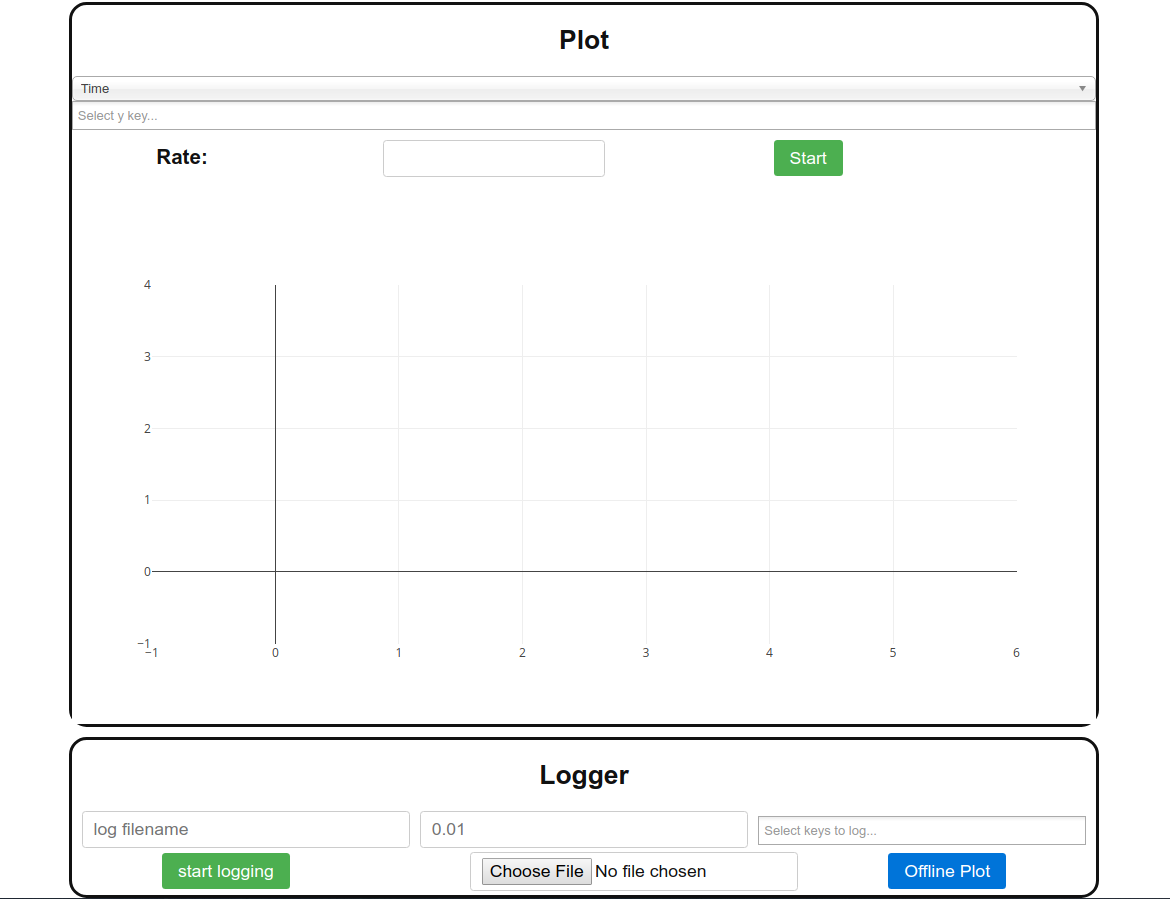 Plot
Time
Select y key...
Rate:
Start
4
3
2
1
0
−1
−1 0 1 2 3 4 5 6
Logger
log filename 0.01 Select keys to log...
start logging Choose File No file chosen Offline Plot